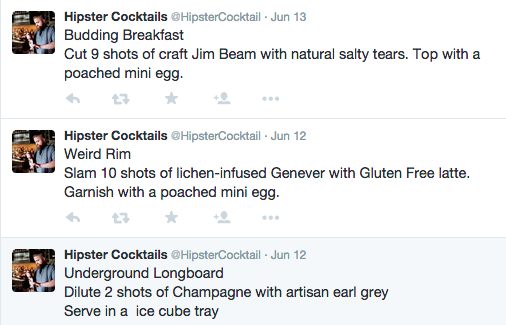 Hipster Cocktails @HipsterCocktail · Jun 13
Budding Breakfast
Cut 9 shots of craft Jim Beam with natural salty tears. Top with a
poached mini egg.
Hipster Cocktails @HipsterCocktail · Jun 12
Weird Rim
Slam 10 shots of lichen-infused Genever with Gluten Free latte.
Garnish with a poached mini egg.
Hipster Cocktails @HipsterCocktail · Jun 12
Underground Longboard
Dilute 2 shots of Champagne with artisan earl grey
Serve in a  ice cube tray